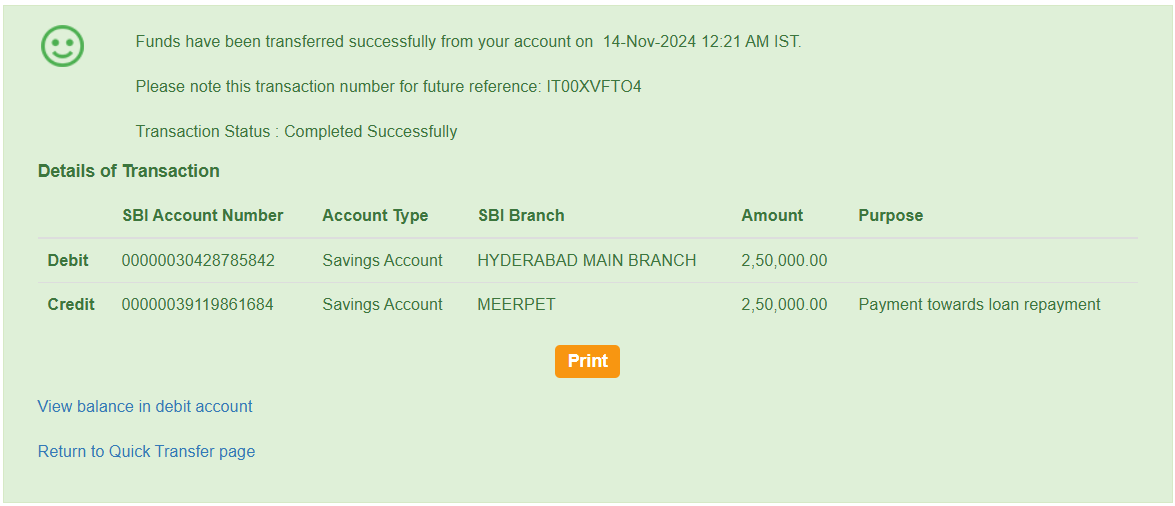 Funds have been transferred successfully from your account on  14-Nov-2024 12:21 AM IST.
Please note this transaction number for future reference: IT00XVFTO4
Transaction Status : Completed Successfully
Details of Transaction
SBI Account Number Account Type SBI Branch Amount Purpose
Debit 00000030428785842 Savings Account HYDERABAD MAIN BRANCH 2,50,000.00
Credit 00000039119861684 Savings Account MEERPET 2,50,000.00 Payment towards loan repayment
Print
View balance in debit account
Return to Quick Transfer page